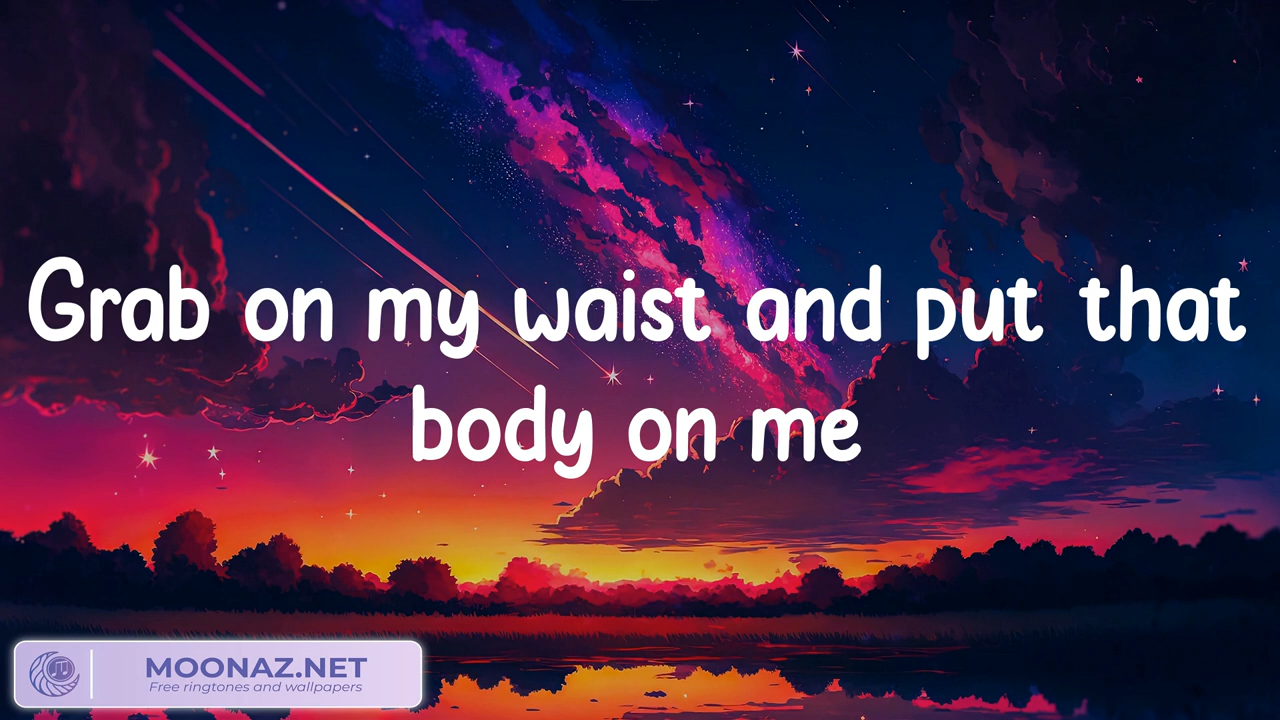 Grab on my waist and put that
body on me
MOONAZ.NET
Free ringtones and wallpapers